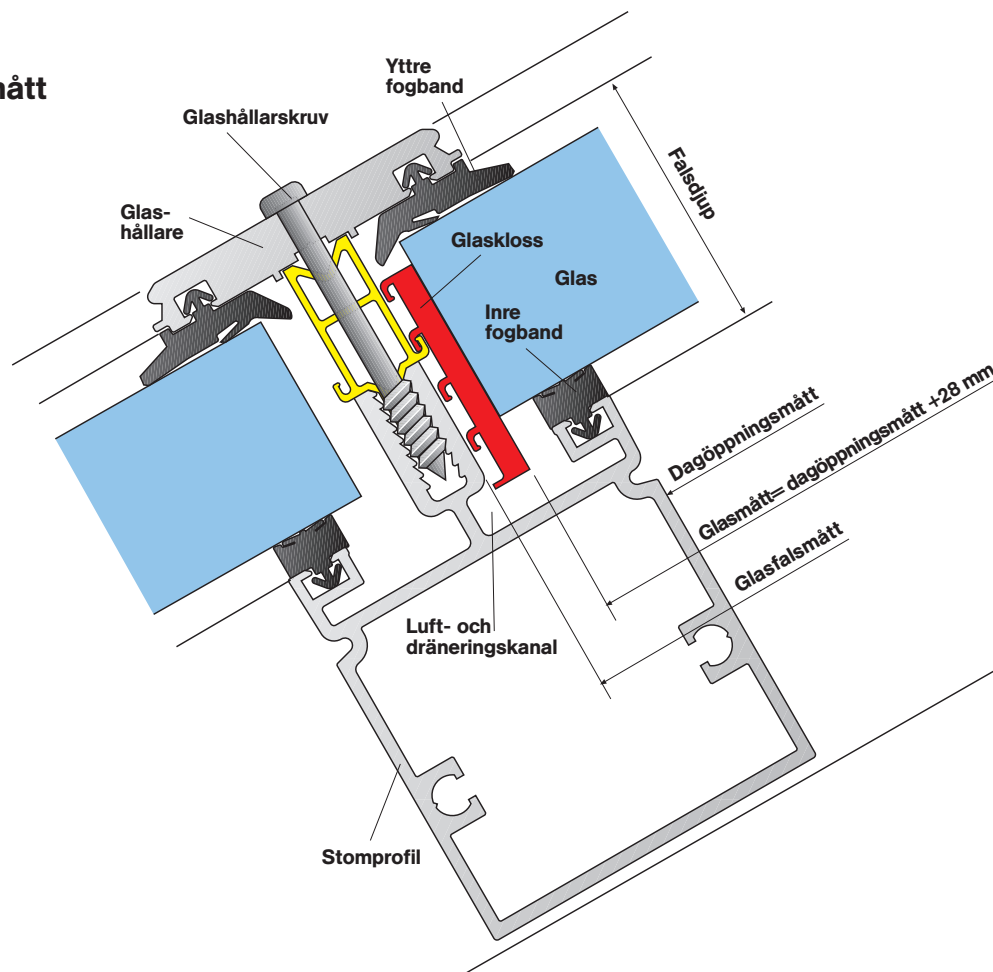 Yttre
fogband
Glashållarskruv
Falsdjup
Glas-
hållare
Glaskloss
Glas
Inre
fogband
Dagöppningsmått
Glasmått= dagöppningsmått +28 mm
Glasfalsmått
Luft- och
dräneringskanal
Stomprofil